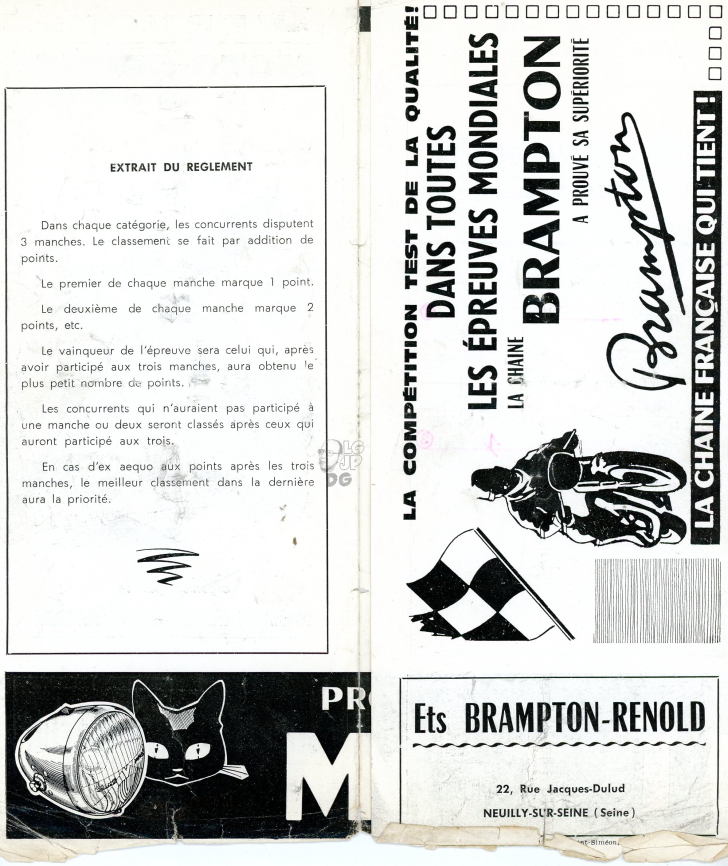 EXTRAIT DU REGLEMENT
Dans chaque catégorie, les concurrents disputent
3 manches. Le classement se fait par addition de
points.
Le premier de chaque manche marque 1 point.
Le deuxième de chaque manche marque 2
points, etc.
Le vainqueur de l'épreuve sera celui qui, après
avoir participé aux trois manches, aura obtenu le
plus petit nombre de points.
Les concurrents qui n'auraient pas participé à
une manche ou deux seront classés après ceux qui
auront participé aux trois.
En cas d'ex aequo aux points après les trois
manches, le meilleur classement dans la dernière
aura la priorité.
LG
JP
DG
PRO
M
LA COMPÉTITION TEST DE LA QUALITÉ!
DANS TOUTES
LES ÉPREUVES MONDIALES
LA CHAINE
BRAMPTON
A PROUVÉ SA SUPÉRIORITÉ
Brampton
LA CHAINE FRANÇAISE QUI TIENT!
Ets BRAMPTON-RENOLD
22, Rue Jacques-Dulud
NEUILLY-SUR-SEINE (Seine)
nt-Siméon,